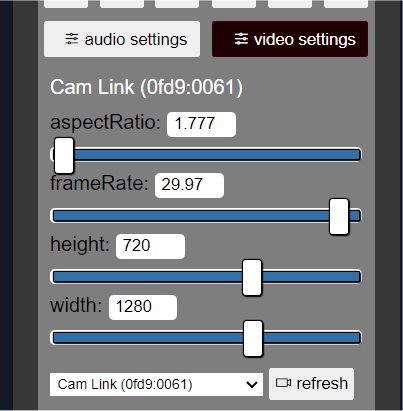 audio settings
video settings
Cam Link (0fd9:0061)
aspectRatio: 1.777
frameRate: 29.97
height: 720
width: 1280
Cam Link (0fd9:0061)
refresh